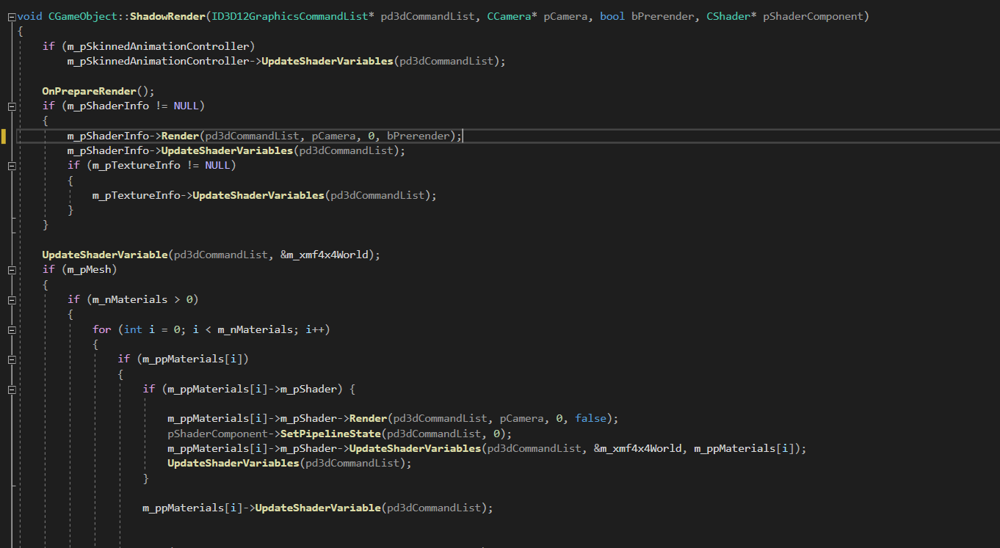 void CGameObject::ShadowRender(ID3D12GraphicsCommandList* pd3dCommandList, CCamera* pCamera, bool bPrerender, CShader* pShaderComponent)
{
    if (m_pSkinnedAnimationController)
        m_pSkinnedAnimationController->UpdateShaderVariables(pd3dCommandList);

    OnPrepareRender();
    if (m_pShaderInfo != NULL)
    {
        m_pShaderInfo->Render(pd3dCommandList, pCamera, 0, bPrerender);
        m_pShaderInfo->UpdateShaderVariables(pd3dCommandList);
        if (m_pTextureInfo != NULL)
        {
            m_pTextureInfo->UpdateShaderVariables(pd3dCommandList);
        }
    }

    UpdateShaderVariable(pd3dCommandList, &m_xmf4x4World);
    if (m_pMesh)
    {
        if (m_nMaterials > 0)
        {
            for (int i = 0; i < m_nMaterials; i++)
            {
                if (m_ppMaterials[i])
                {
                    if (m_ppMaterials[i]->m_pShader) {

                        m_ppMaterials[i]->m_pShader->Render(pd3dCommandList, pCamera, 0, false);
                        pShaderComponent->SetPipelineState(pd3dCommandList, 0);
                        m_ppMaterials[i]->m_pShader->UpdateShaderVariables(pd3dCommandList, &m_xmf4x4World, m_ppMaterials[i]);
                        UpdateShaderVariables(pd3dCommandList);
                    }

                    m_ppMaterials[i]->UpdateShaderVariable(pd3dCommandList);